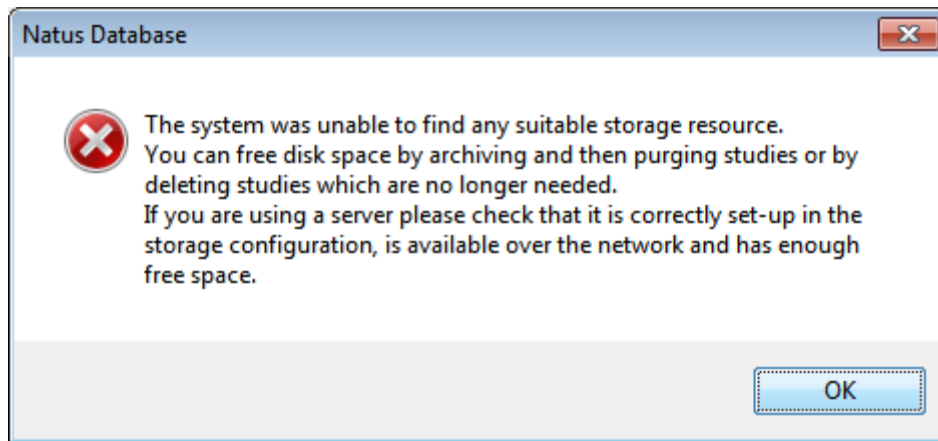 Natus Database
The system was unable to find any suitable storage resource.
You can free disk space by archiving and then purging studies or by
deleting studies which are no longer needed.
If you are using a server please check that it is correctly set-up in the
storage configuration, is available over the network and has enough
free space.
OK